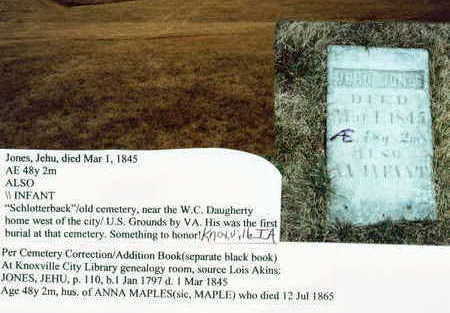 JEHU JONES
DIED
Mar 1 1845
Æ 48y 2m
ALSO
AN INFANT
Jones, Jehu, died Mar 1, 1845
AE 48y 2m
ALSO
\\ INFANT
“Schlotterback”/old cemetery, near the W.C. Daugherty
home west of the city/ U.S. Grounds by VA. His was the first
burial at that cemetery. Something to honor!
Per Cemetery Correction/Addition Book(separate black book)
At Knoxville City Library genealogy room, source Lois Akins:
JONES, JEHU, p. 110, b.1 Jan 1797 d. 1 Mar 1845
Age 48y 2m, hus. of ANNA MAPLES(sic, MAPLE) who died 12 Jul 1865